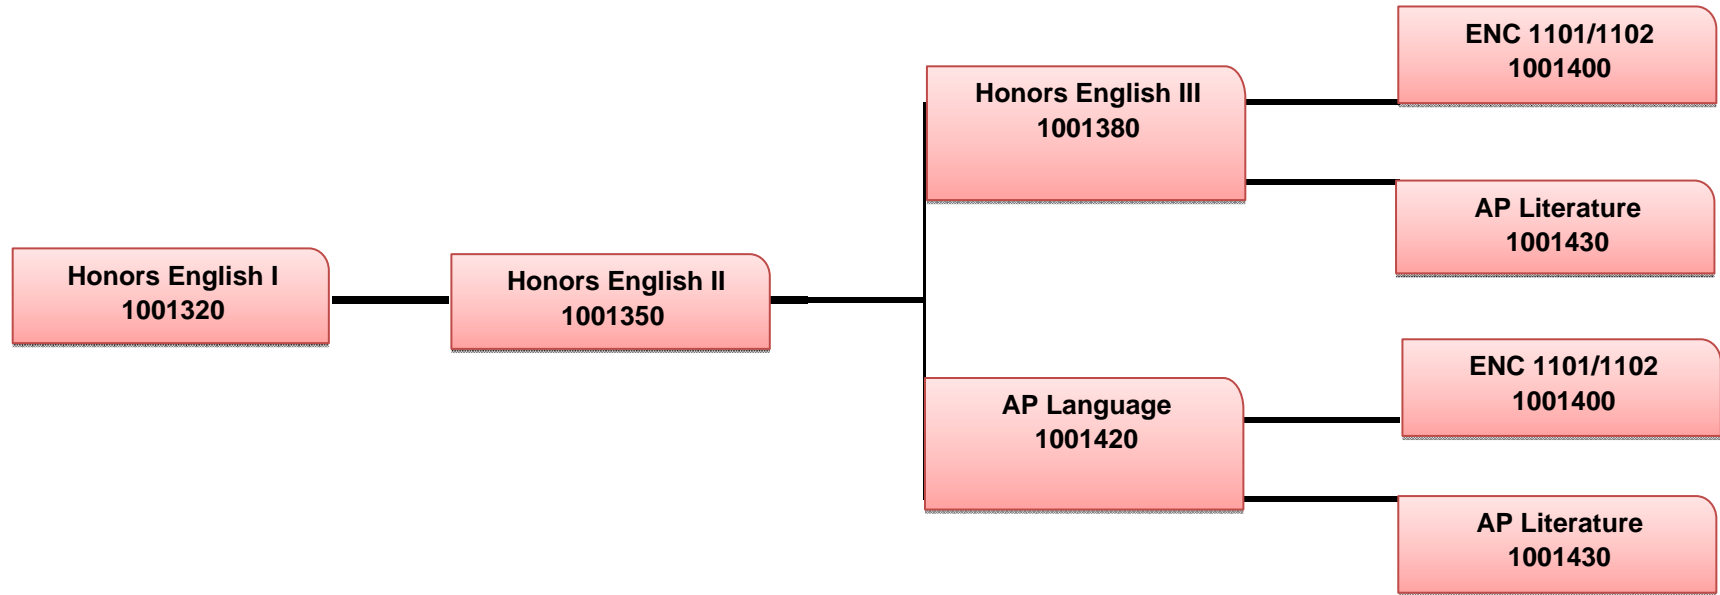 Honors English I
1001320
Honors English II
1001350
Honors English III
1001380
ENC 1101/1102
1001400
AP Literature
1001430
AP Language
1001420
ENC 1101/1102
1001400
AP Literature
1001430